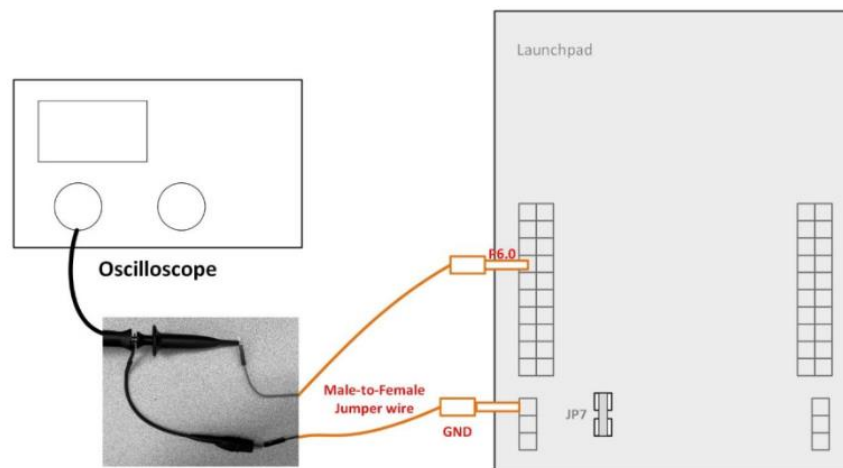 Launchpad
P6.0
Oscilloscope
Male-to-Female
Jumper wire
GND
JP7